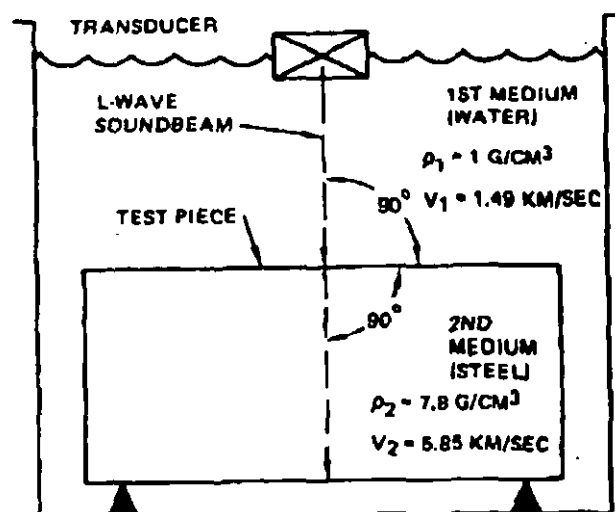 TRANSDUCER
L-WAVE
SOUNDBEAM
1ST MEDIUM
(WATER)
ρ₁ = 1 G/CM³
90° V₁ = 1.49 KM/SEC
TEST PIECE
90°
2ND
MEDIUM
(STEEL)
ρ₂ = 7.8 G/CM³
V₂ = 5.85 KM/SEC